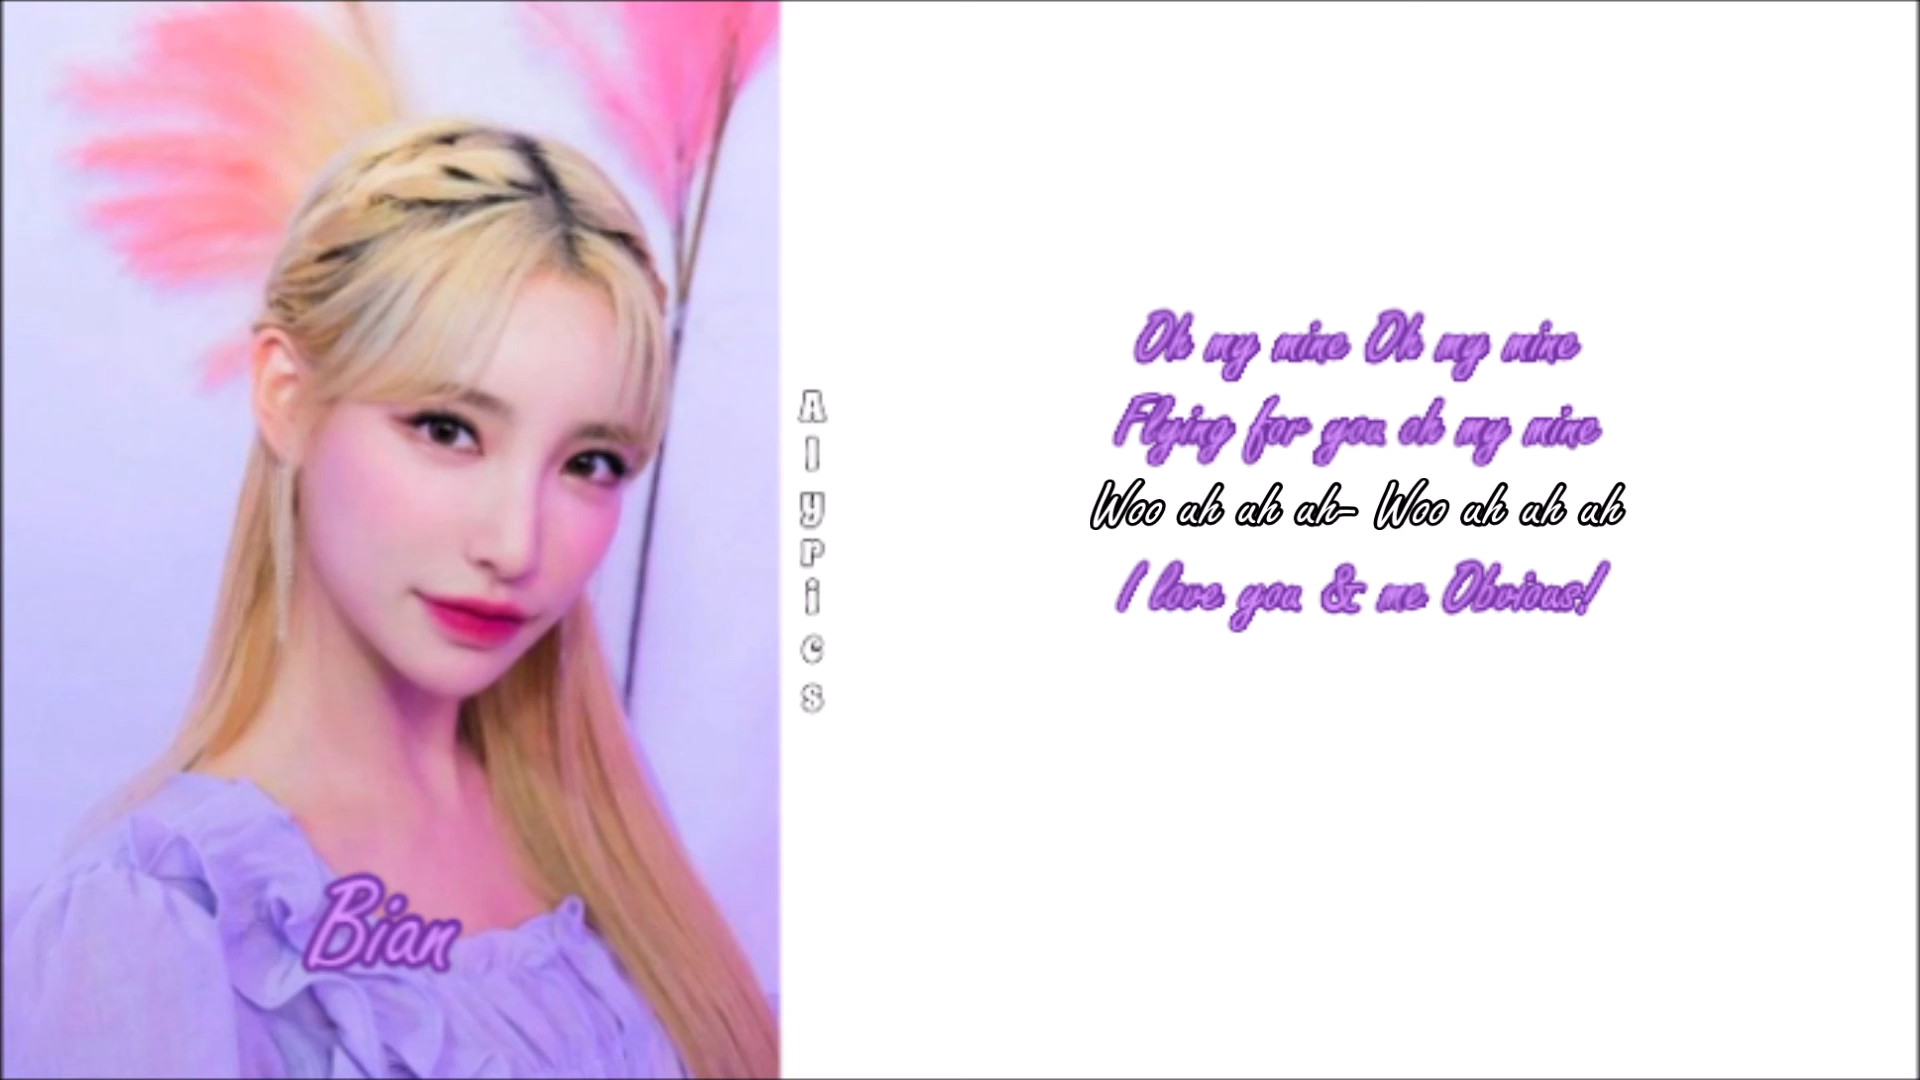 Bian
Alyrics
Oh my mine Oh my mine
Flying for you oh my mine
Woo ah ah ah- Woo ah ah ah
I love you & me Obvious!